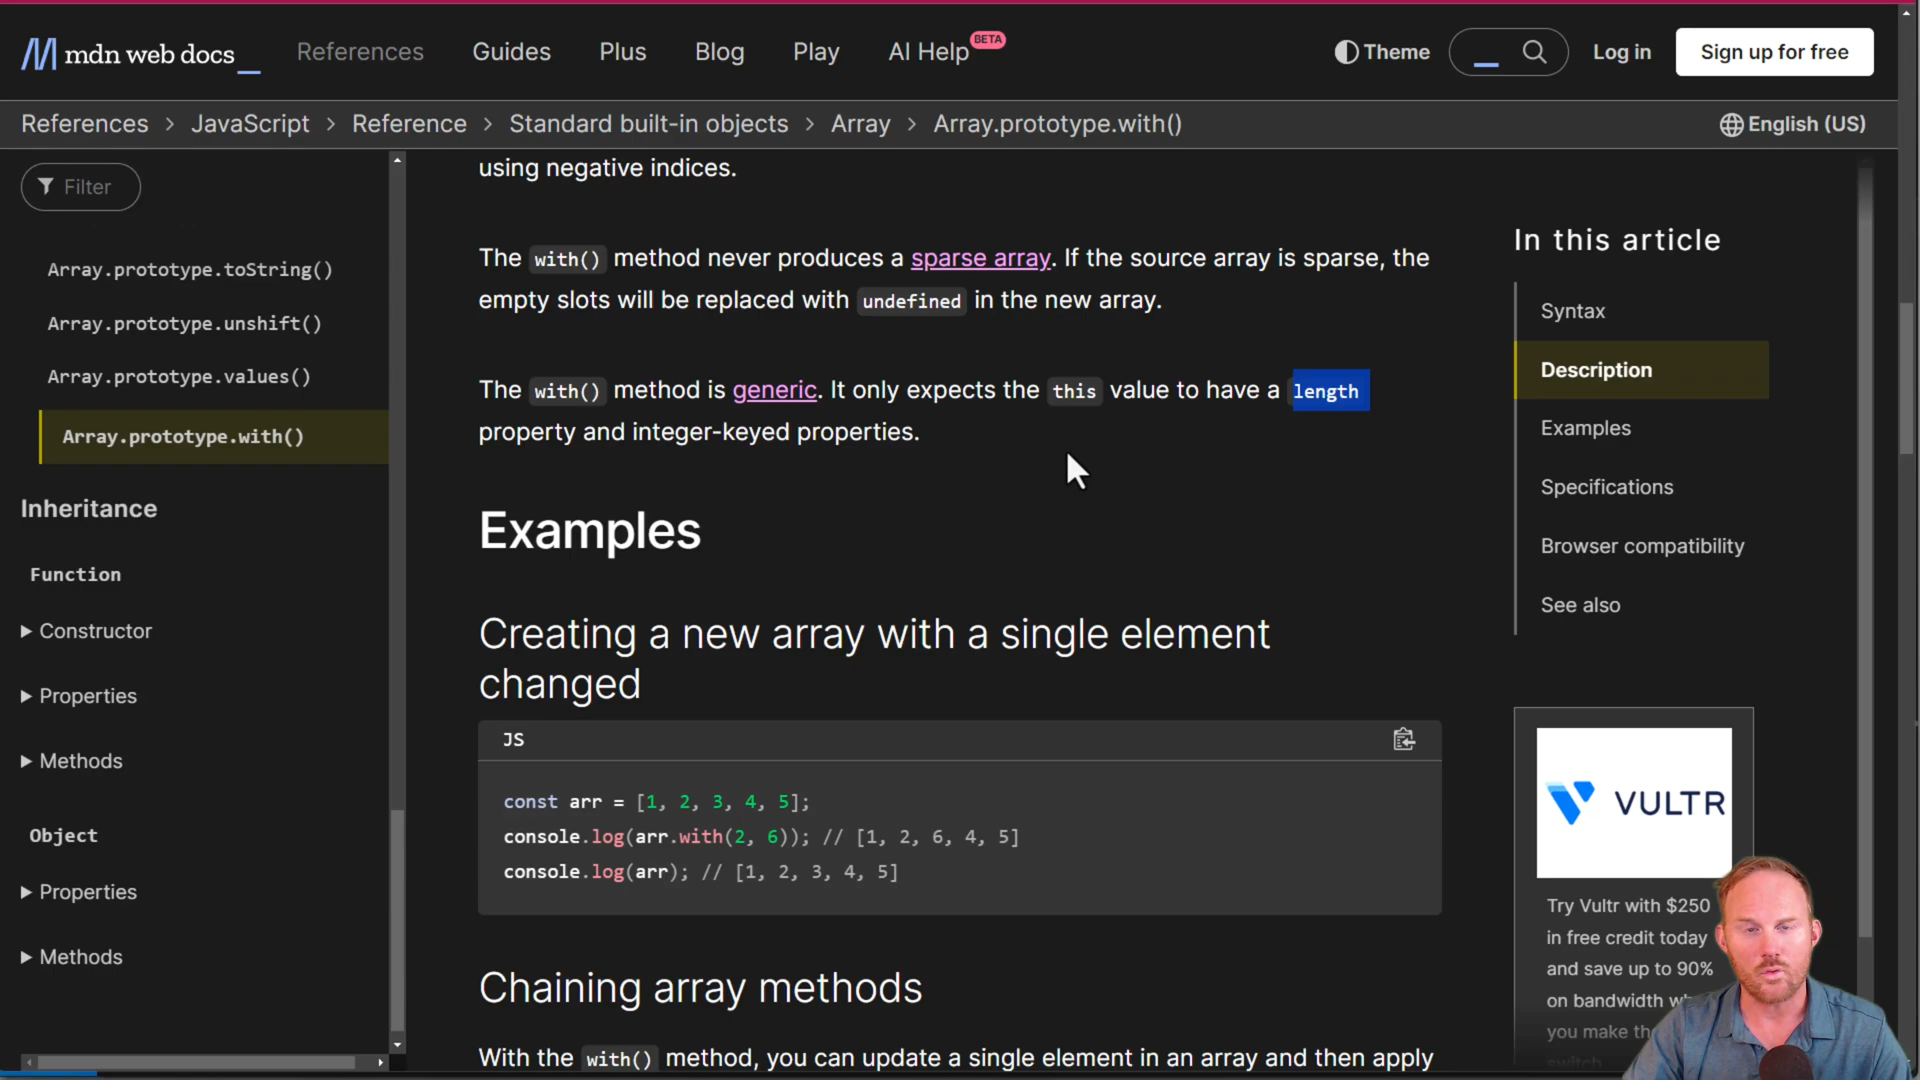 mdn web docs_
References
Guides
Plus
Blog
Play
AI Help
BETA
Theme
Log in
Sign up for free
References > JavaScript > Reference > Standard built-in objects > Array > Array.prototype.with()
English (US)
Filter
Array.prototype.toString()
Array.prototype.unshift()
Array.prototype.values()
Array.prototype.with()
Inheritance
Function
Constructor
Properties
Methods
Object
Properties
Methods
using negative indices.
The with() method never produces a sparse array. If the source array is sparse, the
empty slots will be replaced with undefined in the new array.
The with() method is generic. It only expects the this value to have a length
property and integer-keyed properties.
Examples
Creating a new array with a single element
changed
JS
const arr = [1, 2, 3, 4, 5];
console.log(arr.with(2, 6)); // [1, 2, 6, 4, 5]
console.log(arr); // [1, 2, 3, 4, 5]
Chaining array methods
With the with() method, you can update a single element in an array and then apply
In this article
Syntax
Description
Examples
Specifications
Browser compatibility
See also
VULTR
Try Vultr with $250
in free credit today
and save up to 90%
on bandwidth
you make
switch